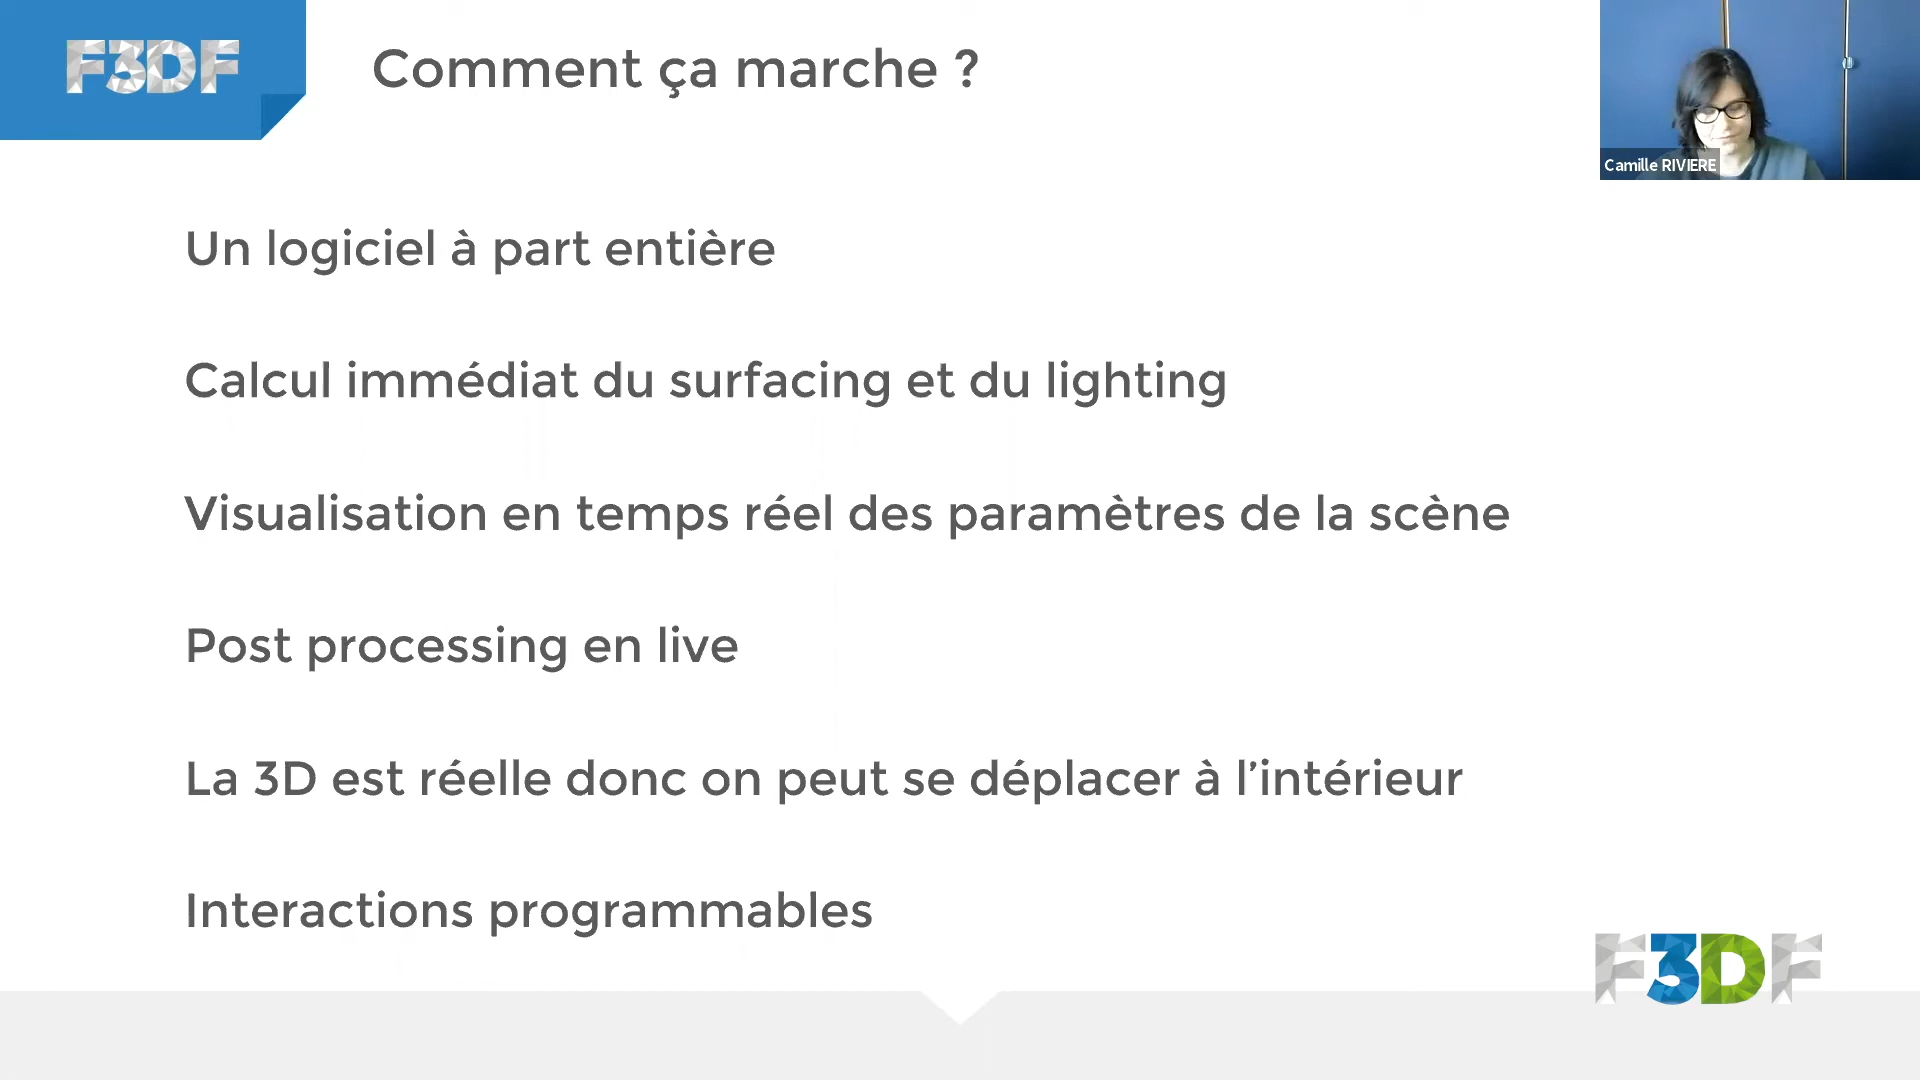 F3DF
Comment ça marche ?
Camille RIVIERE
Un logiciel à part entière
Calcul immédiat du surfacing et du lighting
Visualisation en temps réel des paramètres de la scène
Post processing en live
La 3D est réelle donc on peut se déplacer à l’intérieur
Interactions programmables
F3DF